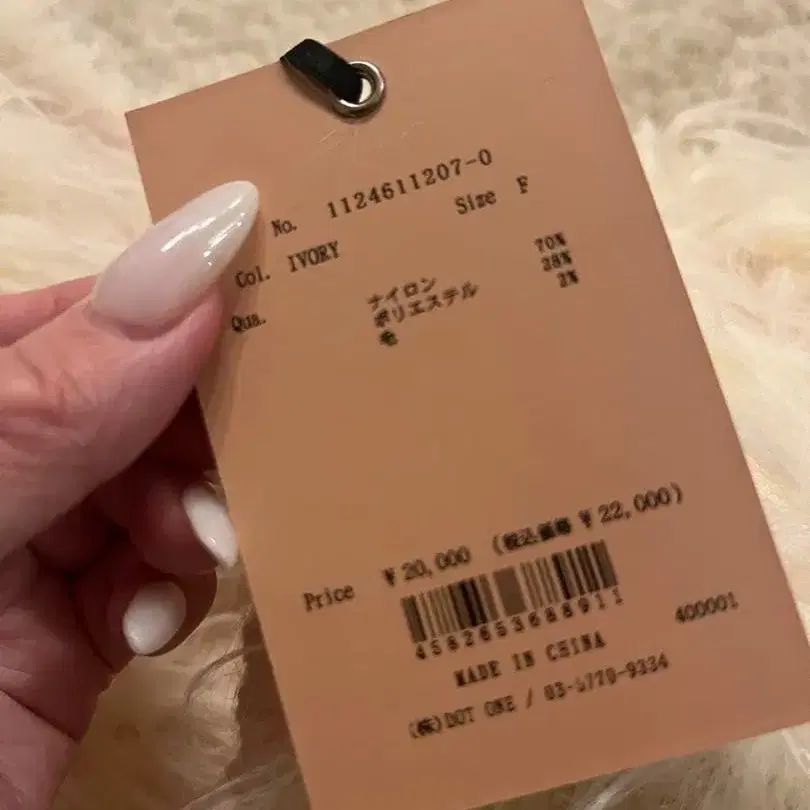 No. 1124611207-0
Size F
Col. IVORY
Qua. ナイロン 70%
ポリエステル 28%
毛 2%
Price ¥20,000 (税込価格 ¥22,000)
4582653688911
400001
MADE IN CHINA
(株)DOT ONE / 03-5770-9334